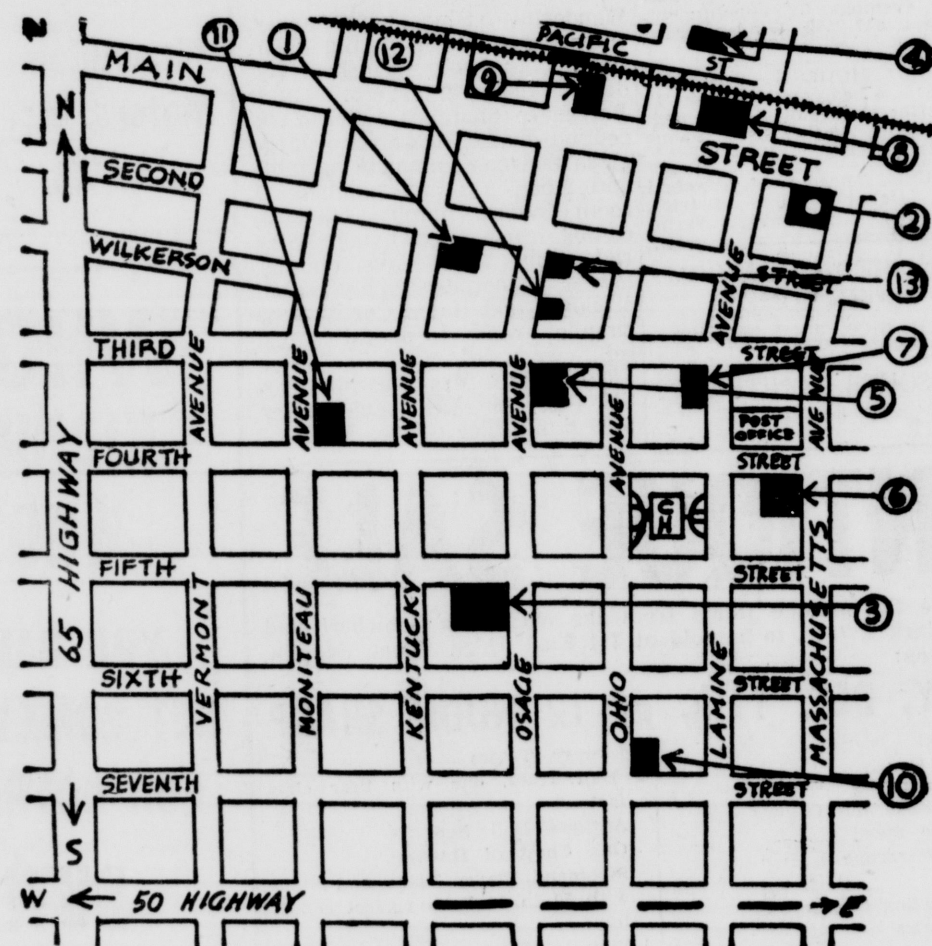 11
1
12
PACIFIC
ST
4
MAIN
9
8
STREET
N
SECOND
2
WILKERSON
STREET
13
AVENUE
THIRD
STREET
7
AVENUE
AVENUE
AVENUE
AVENUE
AVENUE
AVENUE
5
POST
OFFICE
FOURTH
STREET
65 HIGHWAY
CH
6
FIFTH
STREET
VERMONT
MONITEAU
KENTUCKY
OSAGE
OHIO
LAMINE
MASSACHUSETTS
3
SIXTH
STREET
SEVENTH
STREET
10
S
W
50 HIGHWAY
E